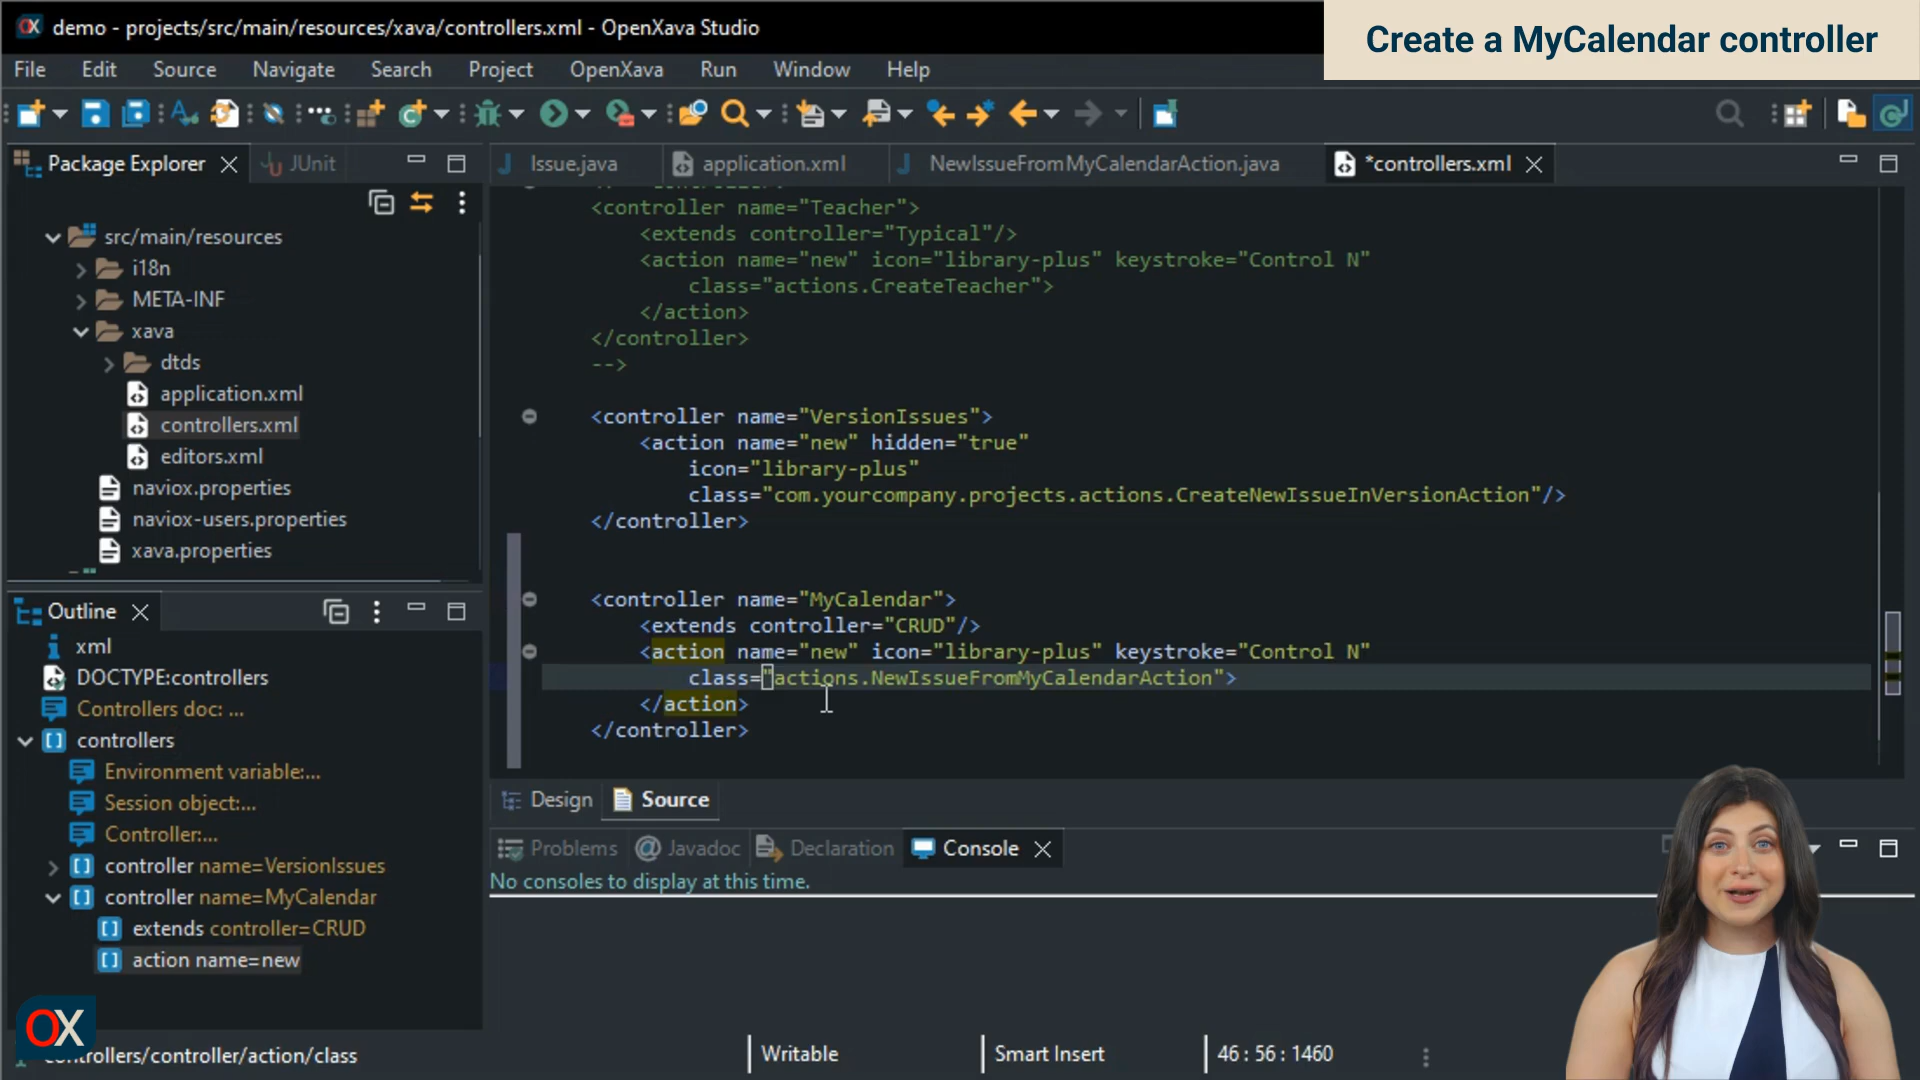 OX demo - projects/src/main/resources/xava/controllers.xml - OpenXava Studio
Create a MyCalendar controller
File Edit Source Navigate Search Project OpenXava Run Window Help
Package Explorer
JUnit
src/main/resources
i18n
META-INF
xava
dtds
application.xml
controllers.xml
editors.xml
naviox.properties
naviox-users.properties
xava.properties
Issue.java
application.xml
NewIssueFromMyCalendarAction.java
*controllers.xml
<controller name="Teacher">
<extends controller="Typical"/>
<action name="new" icon="library-plus" keystroke="Control N"
class="actions.CreateTeacher">
</action>
</controller>
-->
<controller name="VersionIssues">
<action name="new" hidden="true"
icon="library-plus"
class="com.yourcompany.projects.actions.CreateNewIssueInVersionAction"/>
</controller>
<controller name="MyCalendar">
<extends controller="CRUD"/>
<action name="new" icon="library-plus" keystroke="Control N"
class="actions.NewIssueFromMyCalendarAction">
</action>
</controller>
Design
Source
Outline
xml
DOCTYPE:controllers
Controllers doc: ...
controllers
Environment variable:...
Session object:...
Controller:...
controller name=VersionIssues
controller name=MyCalendar
extends controller=CRUD
action name=new
Problems
@ Javadoc
Declaration
Console
No consoles to display at this time.
OX
controllers/controller/action/class
Writable
Smart Insert
46 : 56 : 1460